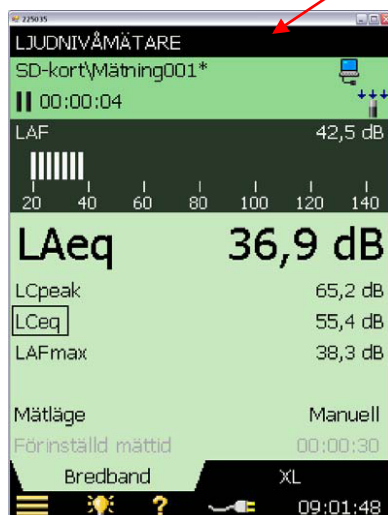 225035
LJUDNIVÅMÄTARE
SD-kort\Mätning001*
00:00:04
LAF 42,5 dB
20 40 60 80 100 120 140
LAeq 36,9 dB
LCpeak 65,2 dB
LCeq 55,4 dB
LAFmax 38,3 dB
Mätläge Manuell
Förinställd mättid 00:00:30
Bredband XL
? 09:01:48